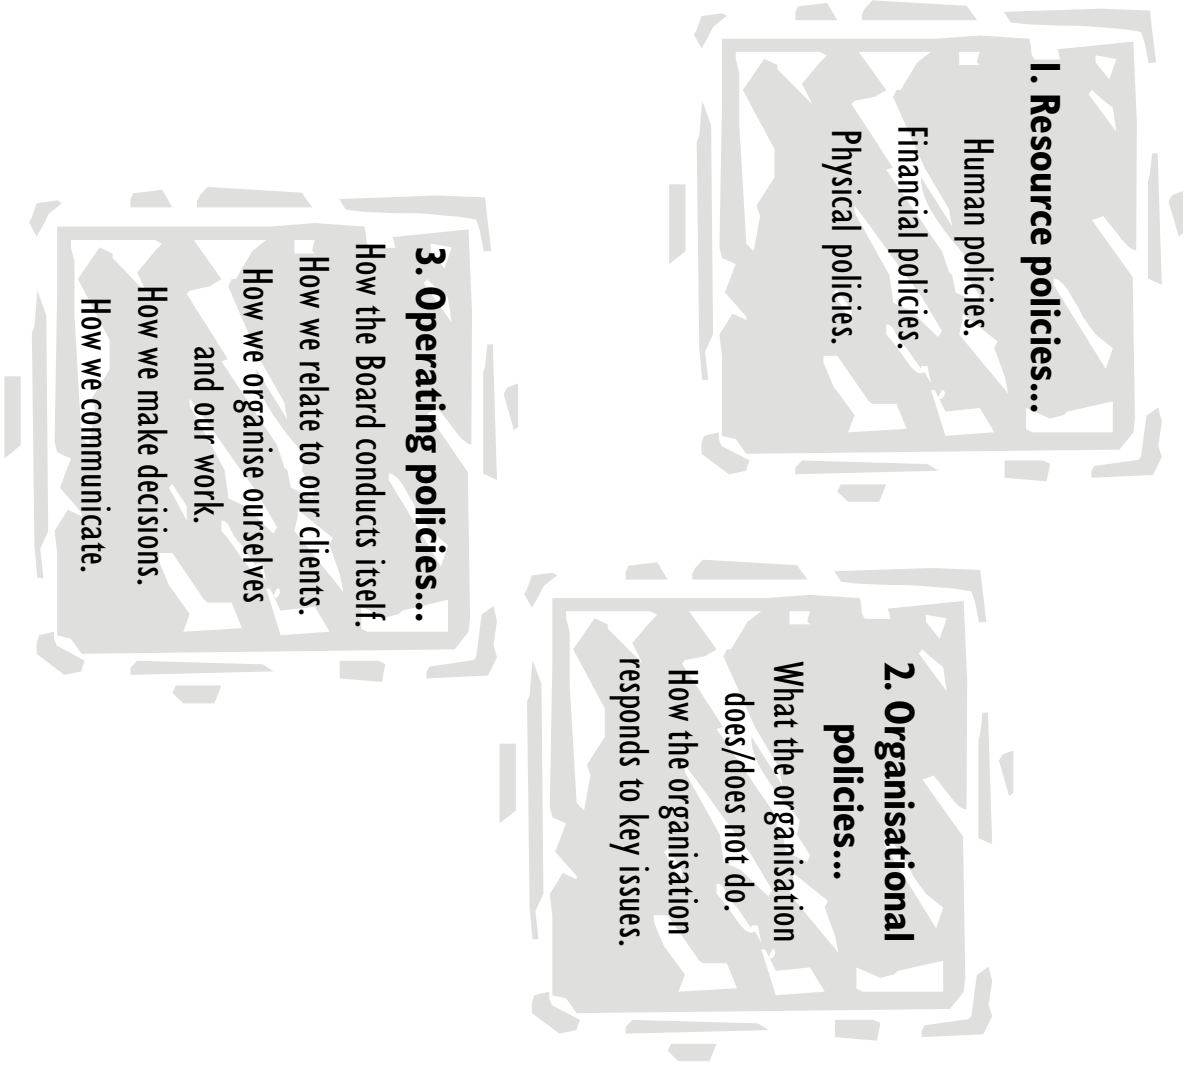 1. Resource policies...
Human policies.
Financial policies.
Physical policies.
2. Organisational
policies...
What the organisation
does/does not do.
How the organisation
responds to key issues.
3. Operating policies...
How the Board conducts itself.
How we relate to our clients.
How we organise ourselves
and our work.
How we make decisions.
How we communicate.